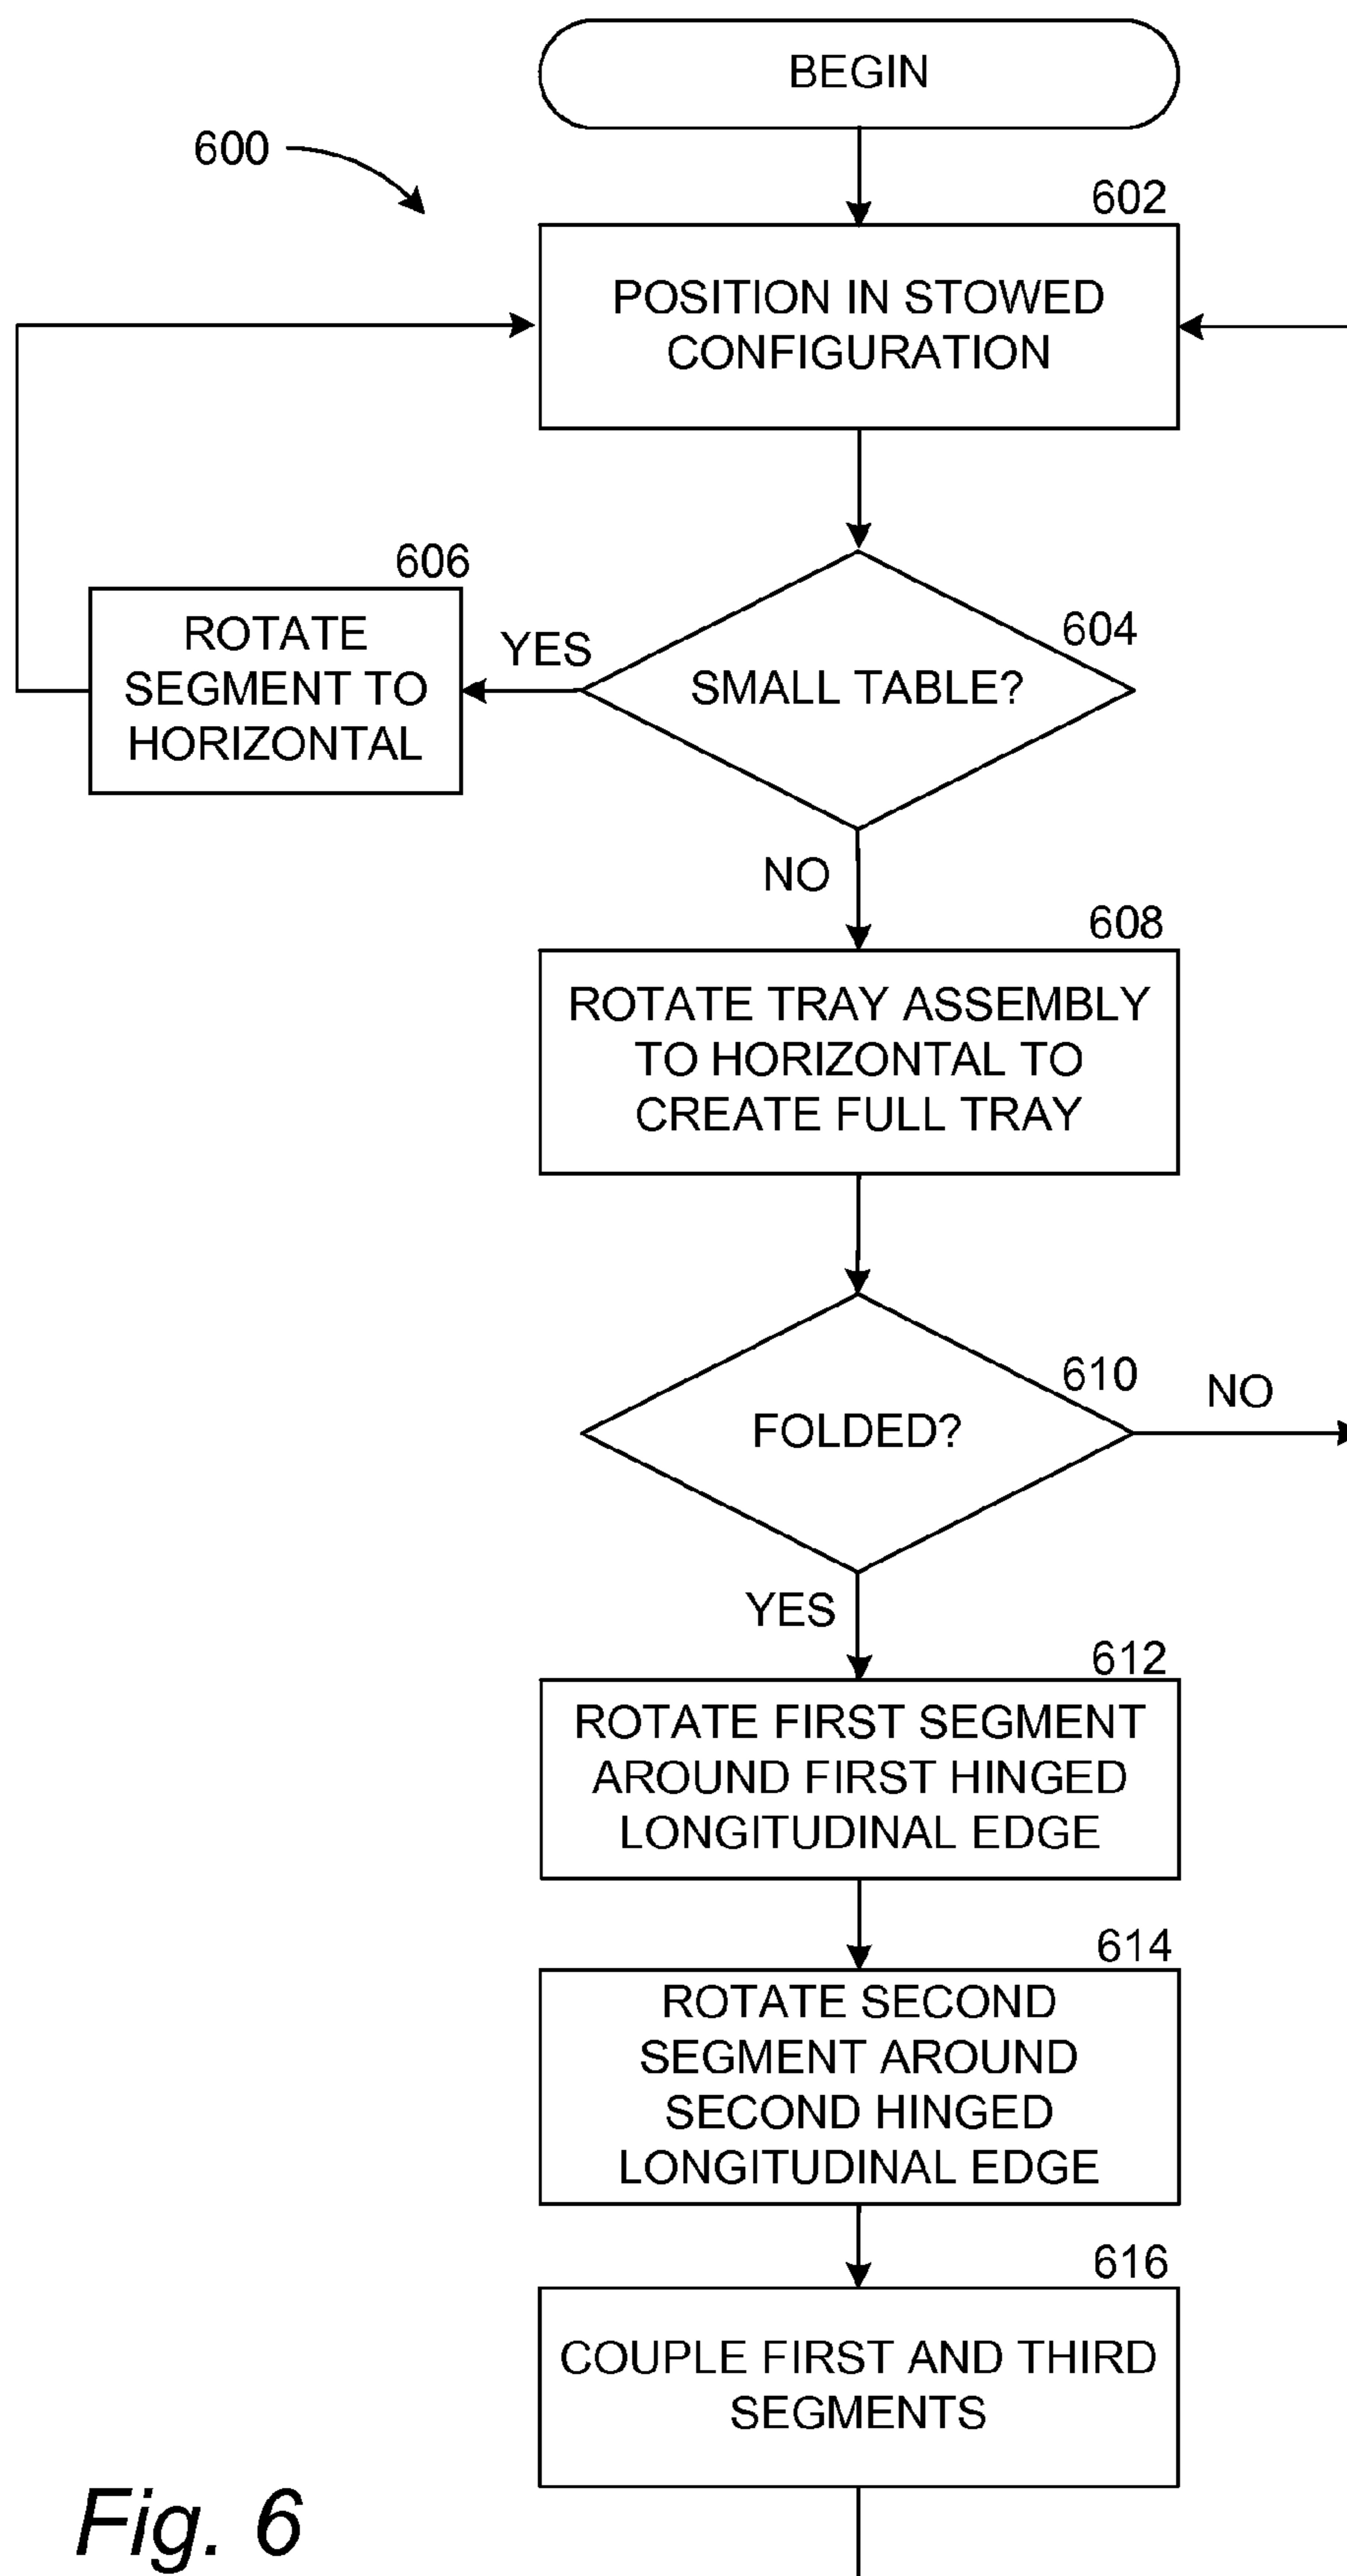 BEGIN
600
602
POSITION IN STOWED
CONFIGURATION
606
ROTATE
SEGMENT TO
HORIZONTAL
YES
604
SMALL TABLE?
NO
608
ROTATE TRAY ASSEMBLY
TO HORIZONTAL TO
CREATE FULL TRAY
610
FOLDED?
NO
YES
612
ROTATE FIRST SEGMENT
AROUND FIRST HINGED
LONGITUDINAL EDGE
614
ROTATE SECOND
SEGMENT AROUND
SECOND HINGED
LONGITUDINAL EDGE
616
COUPLE FIRST AND THIRD
SEGMENTS
Fig. 6